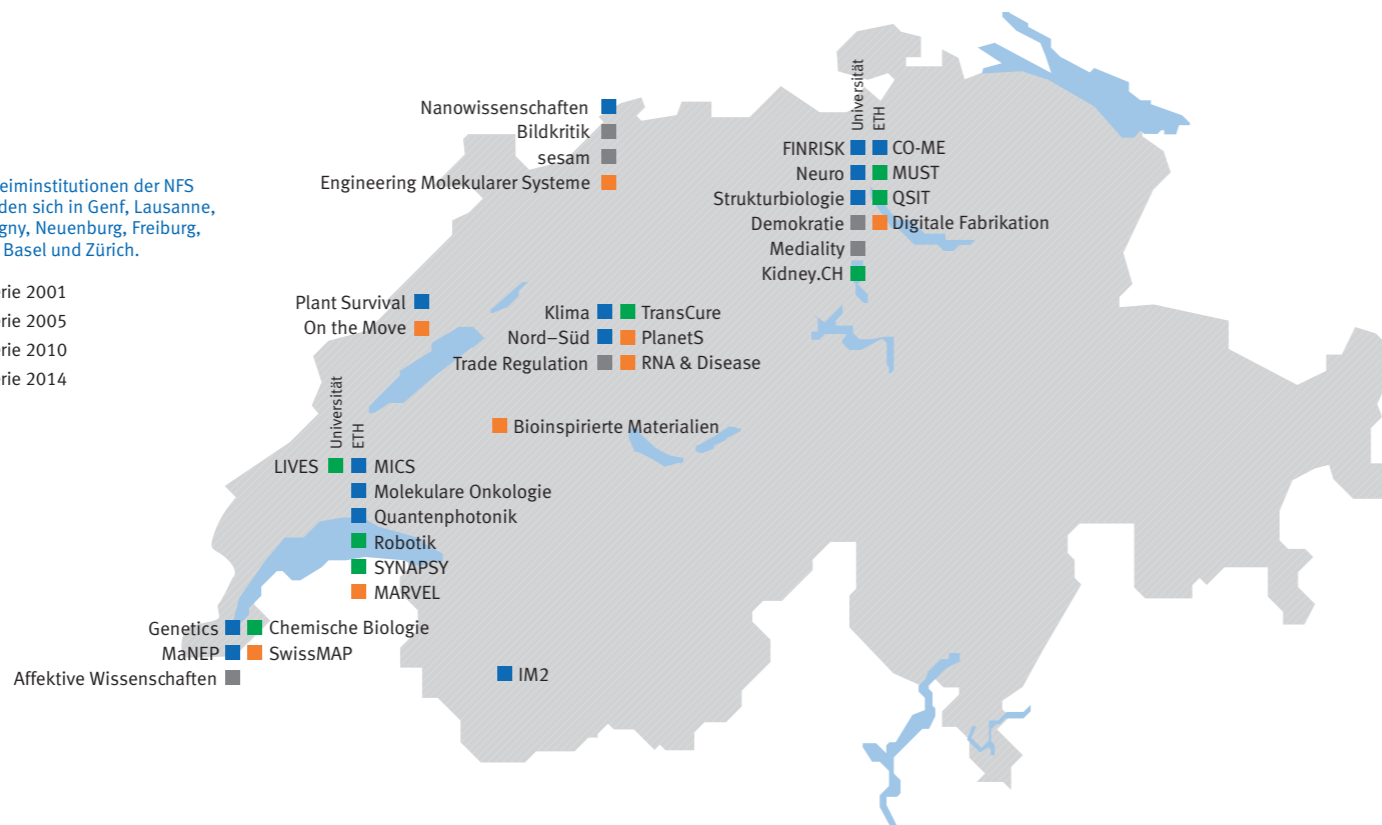 eiminstitutionen der NFS
den sich in Genf, Lausanne,
gny, Neuenburg, Freiburg,
Basel und Zürich.
rie 2001
rie 2005
rie 2010
rie 2014
Nanowissenschaften
Bildkritik
sesam
Engineering Molekularer Systeme
Universität
ETH
FINRISK CO-ME
Neuro MUST
Strukturbiologie QSIT
Demokratie Digitale Fabrikation
Mediality
Kidney.CH
Plant Survival
On the Move
Klima TransCure
Nord–Süd PlanetS
Trade Regulation RNA & Disease
Bioinspirierte Materialien
Universität
ETH
LIVES MICS
Molekulare Onkologie
Quantenphotonik
Robotik
SYNAPSY
MARVEL
Genetics Chemische Biologie
MaNEP SwissMAP
Affektive Wissenschaften
IM2